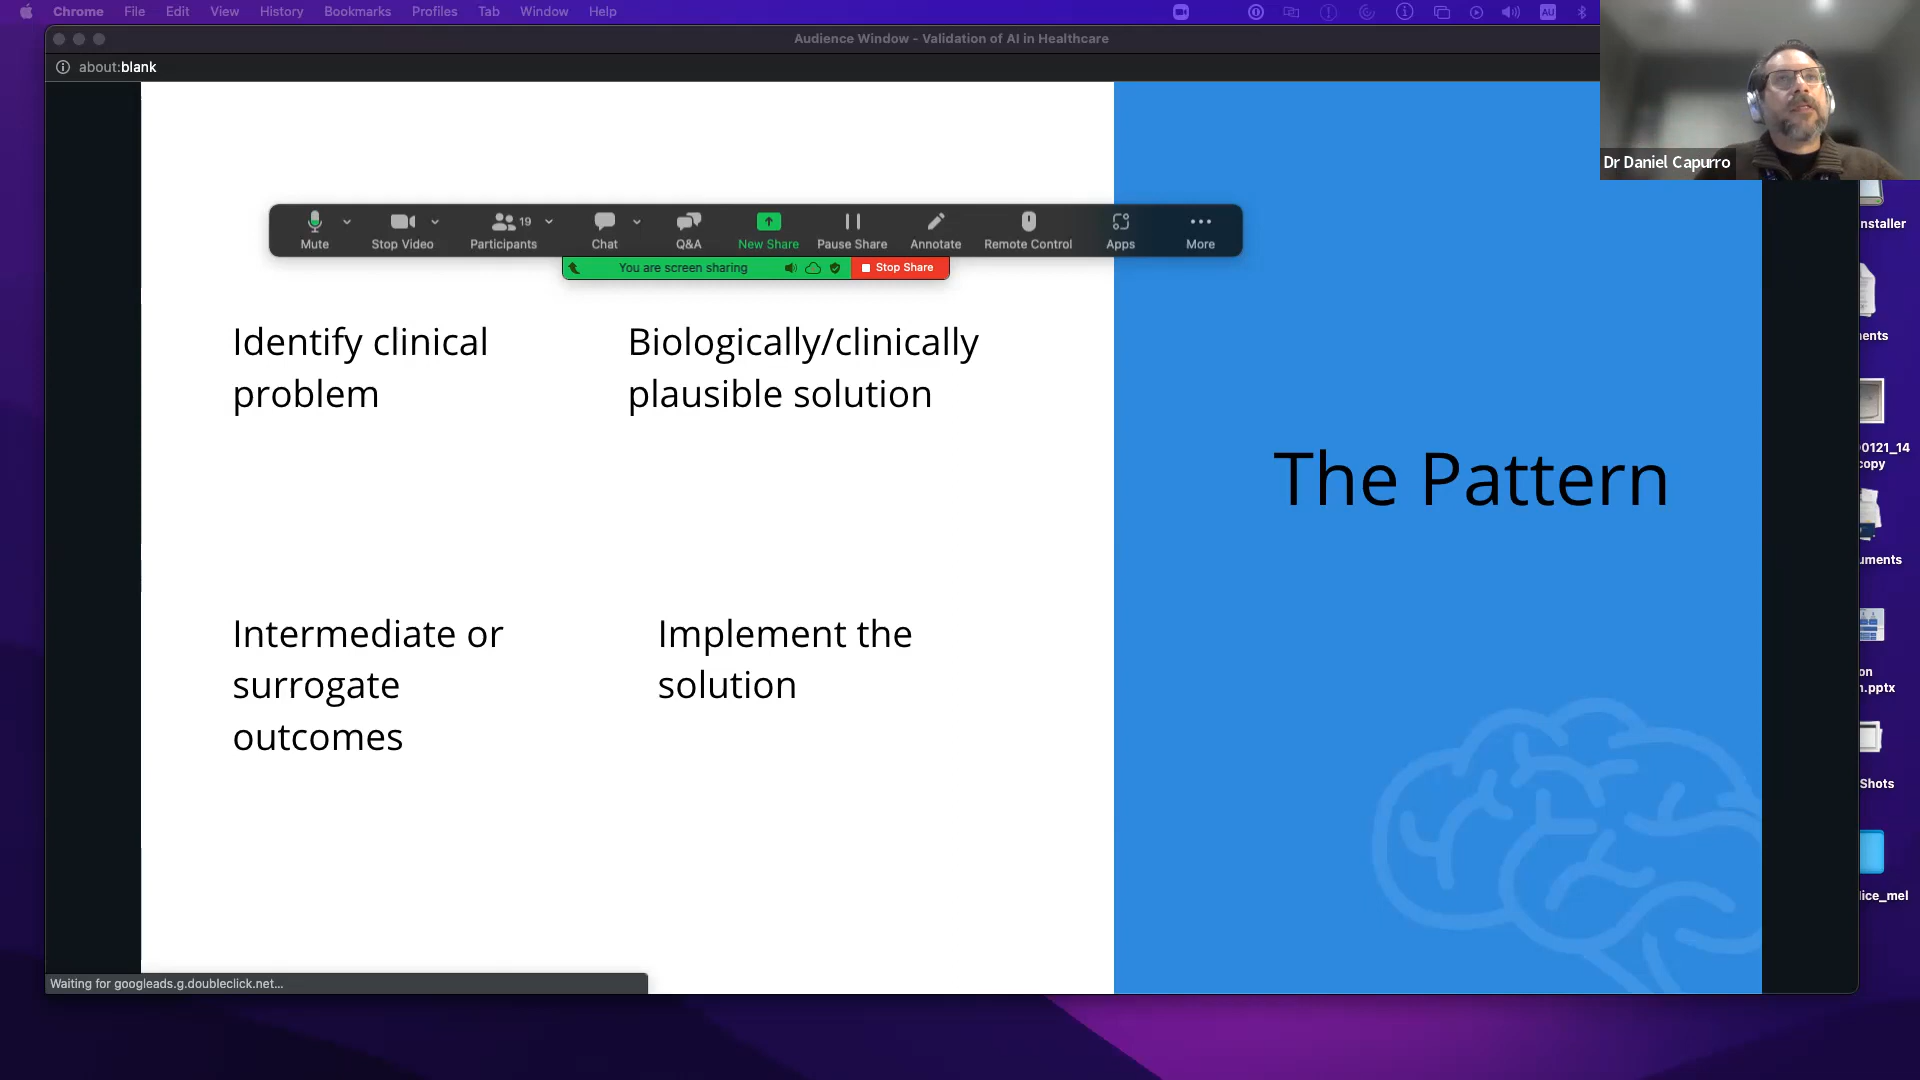 Chrome File Edit View History Bookmarks Profiles Tab Window Help
AU
Audience Window - Validation of AI in Healthcare
about:blank
Dr Daniel Capurro
Mute
Stop Video
19
Participants
Chat
Q&A
New Share
Pause Share
Annotate
Remote Control
Apps
More
You are screen sharing
Stop Share
Identify clinical
problem
Biologically/clinically
plausible solution
Intermediate or
surrogate
outcomes
Implement the
solution
The Pattern
nstaller
ents
0121_14
copy
uments
on
n.pptx
Shots
lice_mel
Waiting for googleads.g.doubleclick.net...